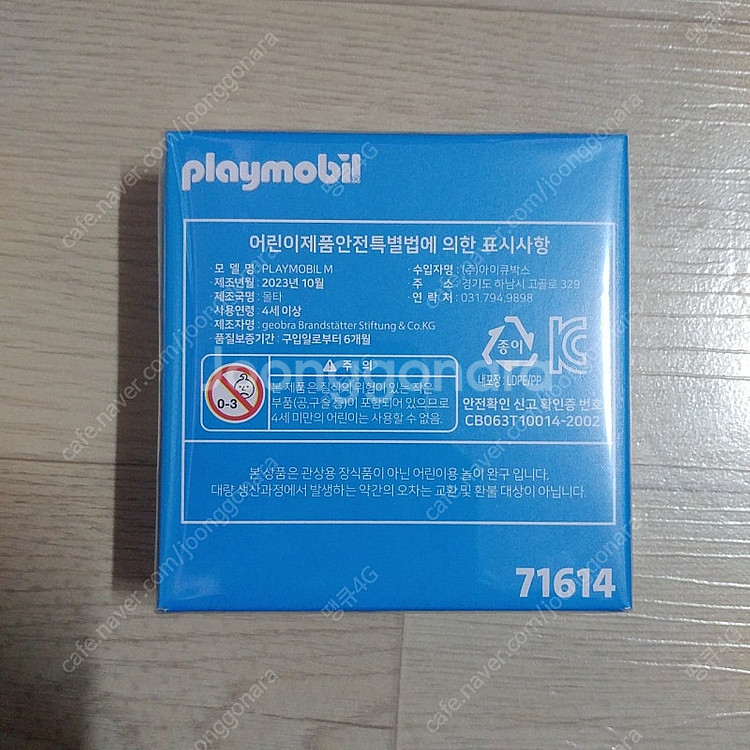 playmobil
어린이제품안전특별법에 의한 표시사항
· 모 델 명 : PLAYMOBIL M
· 제조년월 : 2023년 10월
· 제조국명 : 몰타
· 사용연령 : 4세 이상
· 제조자명 : geobra Brandstätter Stiftung & Co.KG
· 품질보증기간 : 구입일로부터 6개월
· 수입자명 : (주)아이큐박스
· 주 소 : 경기도 하남시 고골로 329
· 연 락 처 : 031.794.9898
종이
내포장 : LDPE/PP
주 의
0-3
본 제품은 질식의 위험이 있는 작은
부품(공,구슬 등)이 포함되어 있으므로
4세 미만의 어린이는 사용할 수 없음.
안전확인 신고 확인증 번호
CB063T10014-2002
본 상품은 관상용 장식품이 아닌 어린이용 놀이 완구 입니다.
대량 생산과정에서 발생하는 약간의 오차는 교환 및 환불 대상이 아닙니다.
71614
Joonggonara
cafe.naver.com/joonggonara
땡큐4G